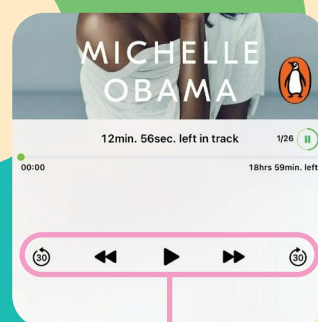 MICHELLE
OBAMA
12min. 56sec. left in track 1/26
00:00 18hrs 59min. left
30 30